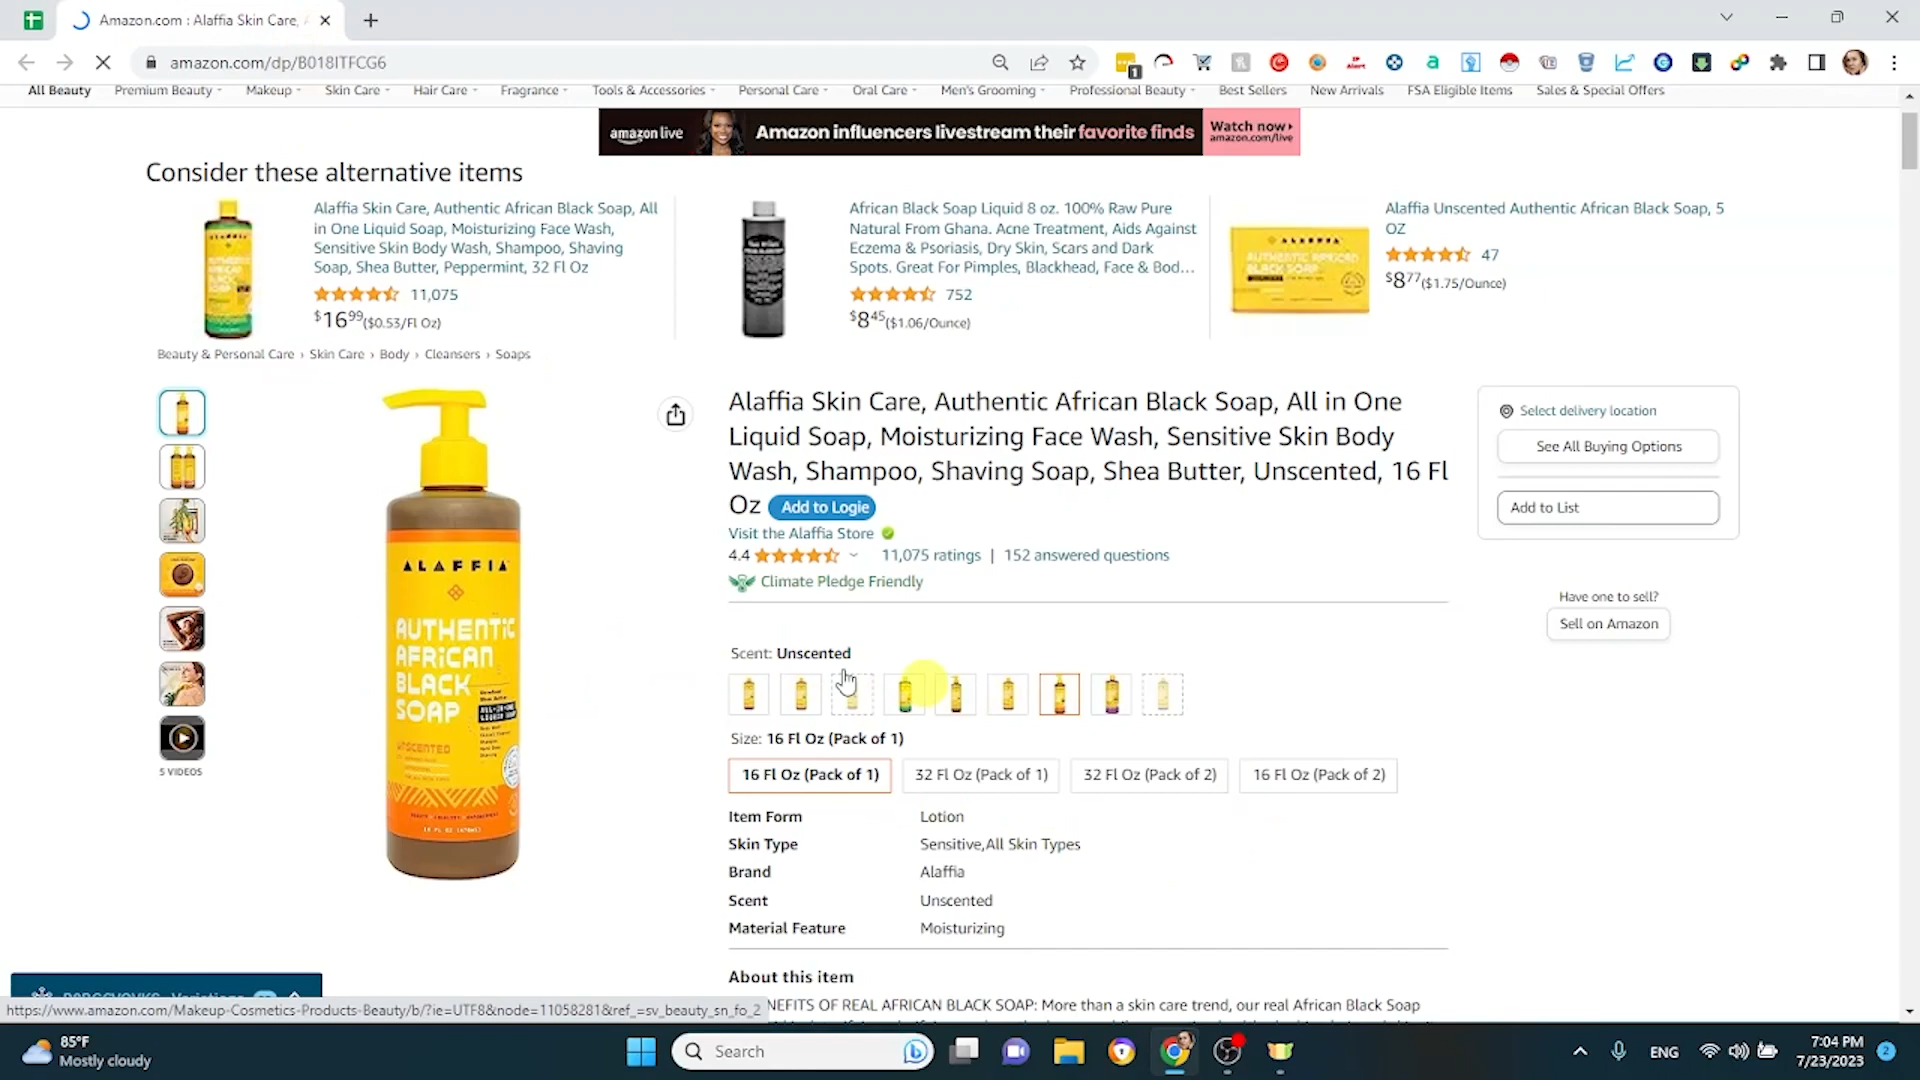 Amazon.com : Alaffia Skin Care,
amazon.com/dp/B018ITFCG6
1
All Beauty Premium Beauty Makeup Skin Care Hair Care Fragrance Tools & Accessories Personal Care Oral Care Men's Grooming Professional Beauty Best Sellers New Arrivals FSA Eligible Items Sales & Special Offers
amazon live Amazon influencers livestream their favorite finds Watch now
amazon.com/live
Consider these alternative items
Alaffia Skin Care, Authentic African Black Soap, All
in One Liquid Soap, Moisturizing Face Wash,
Sensitive Skin Body Wash, Shampoo, Shaving
Soap, Shea Butter, Peppermint, 32 Fl Oz
11,075
$1699($0.53/Fl Oz)
African Black Soap Liquid 8 oz. 100% Raw Pure
Natural From Ghana. Acne Treatment, Aids Against
Eczema & Psoriasis, Dry Skin, Scars and Dark
Spots. Great For Pimples, Blackhead, Face & Bod...
752
$845($1.06/Ounce)
Alaffia Unscented Authentic African Black Soap, 5
OZ
47
$877($1.75/Ounce)
Beauty & Personal Care › Skin Care › Body › Cleansers › Soaps
5 VIDEOS
ALAFFIA
AUTHENTIC
AFRICAN
BLACK
SOAP
UNSCENTED
Alaffia Skin Care, Authentic African Black Soap, All in One
Liquid Soap, Moisturizing Face Wash, Sensitive Skin Body
Wash, Shampoo, Shaving Soap, Shea Butter, Unscented, 16 Fl
Oz Add to Logie
Visit the Alaffia Store
4.4 11,075 ratings | 152 answered questions
Climate Pledge Friendly
Scent: Unscented
Size: 16 Fl Oz (Pack of 1)
16 Fl Oz (Pack of 1) 32 Fl Oz (Pack of 1) 32 Fl Oz (Pack of 2) 16 Fl Oz (Pack of 2)
Item Form Lotion
Skin Type Sensitive,All Skin Types
Brand Alaffia
Scent Unscented
Material Feature Moisturizing
About this item
NEFITS OF REAL AFRICAN BLACK SOAP: More than a skin care trend, our real African Black Soap
Select delivery location
See All Buying Options
Add to List
Have one to sell?
Sell on Amazon
https://www.amazon.com/Makeup-Cosmetics-Products-Beauty/b/?ie=UTF8&node=11058281&ref_=sv_beauty_sn_fo_2
85°F
Mostly cloudy
Search
ENG
7:04 PM
7/23/2023
2